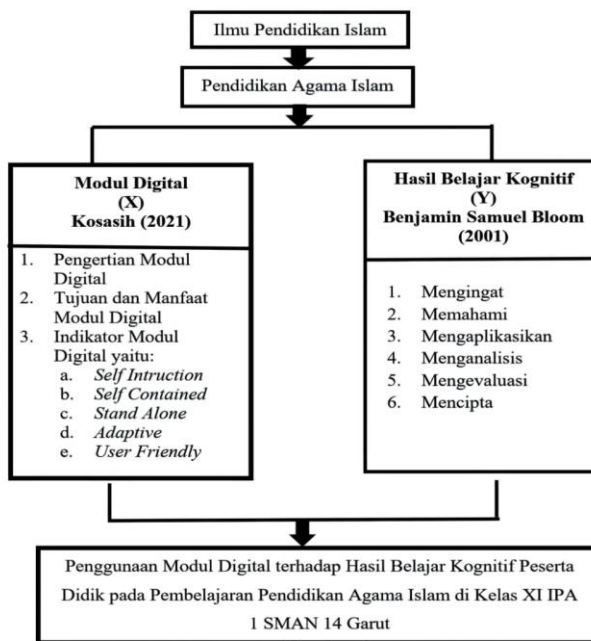 Ilmu Pendidikan Islam
Pendidikan Agama Islam
Modul Digital
(X)
Kosasih (2021)
1. Pengertian Modul
Digital
2. Tujuan dan Manfaat
Modul Digital
3. Indikator Modul
Digital yaitu:
a. Self Intruction
b. Self Contained
c. Stand Alone
d. Adaptive
e. User Friendly
Hasil Belajar Kognitif
(Y)
Benjamin Samuel Bloom
(2001)
1. Mengingat
2. Memahami
3. Mengaplikasikan
4. Menganalisis
5. Mengevaluasi
6. Mencipta
Penggunaan Modul Digital terhadap Hasil Belajar Kognitif Peserta
Didik pada Pembelajaran Pendidikan Agama Islam di Kelas XI IPA
1 SMAN 14 Garut